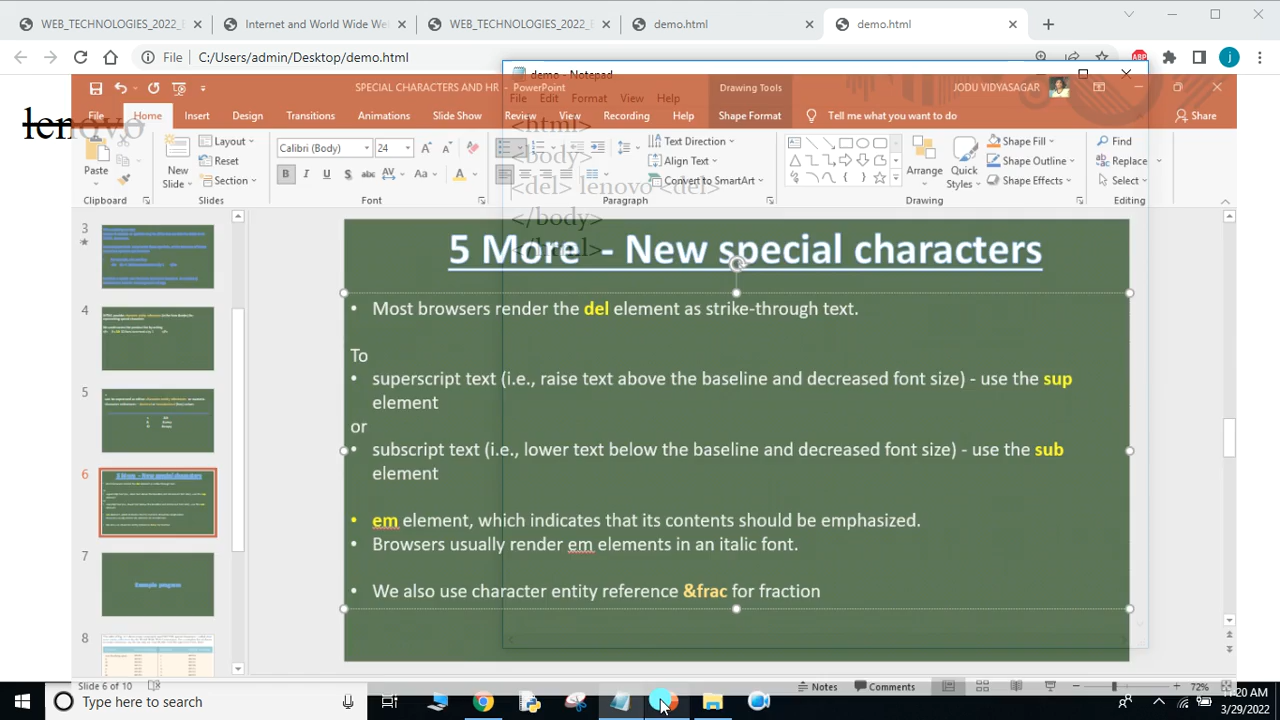 WEB_TECHNOLOGIES_2022_E
Internet and World Wide We
WEB_TECHNOLOGIES_2022_E
demo.html
demo.html
File
C:/Users/admin/Desktop/demo.html
ABP
j
lenovo
demo - Notepad
File Edit Format View Help
<html>
<body>
<del> lenovo <del>
</body>
</html>
SPECIAL CHARACTERS AND HR
PowerPoint
Drawing Tools
JODU VIDYASAGAR
File Home Insert Design Transitions Animations Slide Show Review View Recording Help Shape Format Tell me what you want to do Share
Paste
Clipboard
New Slide
Layout
Reset
Section
Slides
Calibri (Body) 24
B I U S abc AV Aa A
Font
Text Direction
Align Text
Convert to SmartArt
Paragraph
Arrange
Quick Styles
Shape Fill
Shape Outline
Shape Effects
Drawing
Find
Replace
Select
Editing
3
4
5
6
7
Example program
8
5 More - New special characters
• Most browsers render the del element as strike-through text.
To
• superscript text (i.e., raise text above the baseline and decreased font size) - use the sup
element
or
• subscript text (i.e., lower text below the baseline and decreased font size) - use the sub
element
• em element, which indicates that its contents should be emphasized.
• Browsers usually render em elements in an italic font.
• We also use character entity reference &frac for fraction
Slide 6 of 10
Notes
Comments
72%
Type here to search
20 AM
3/29/2022